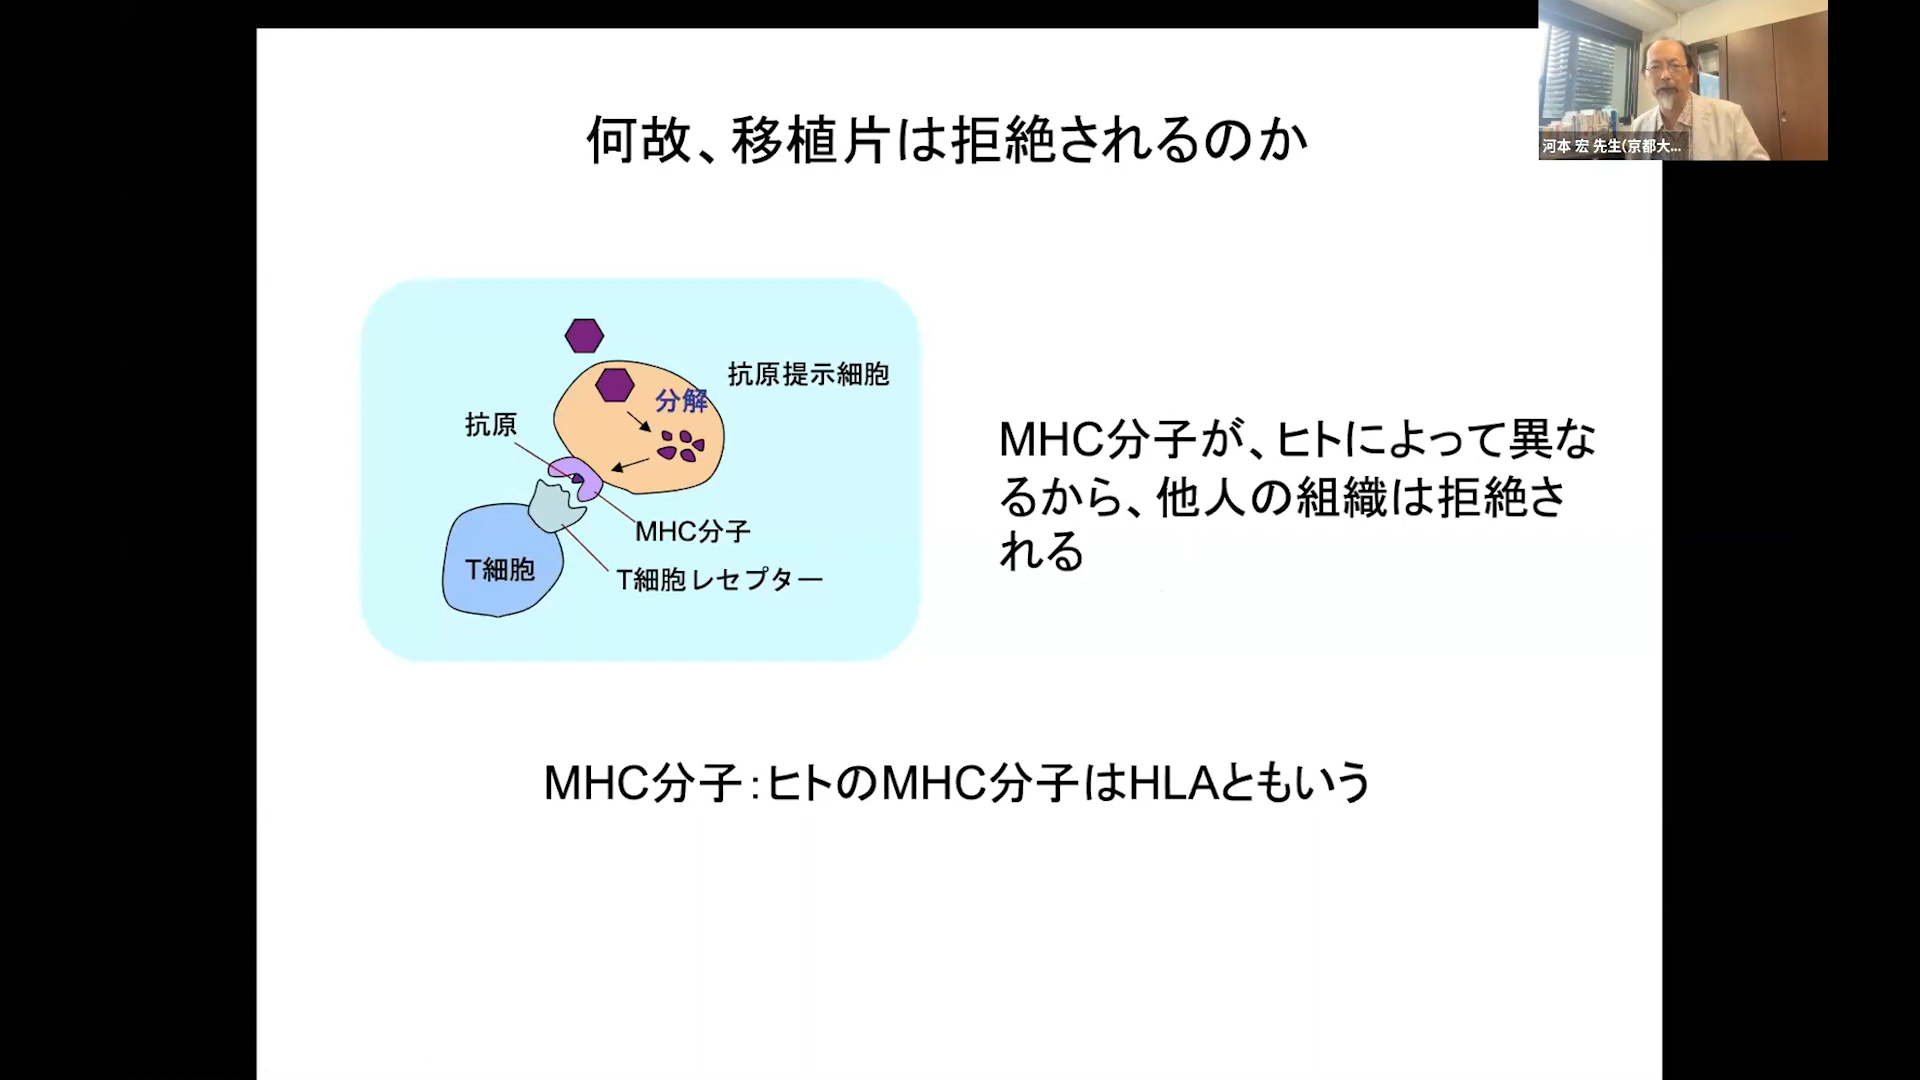 何故、移植片は拒絶されるのか
河本 宏 先生(京都大...
抗原提示細胞
分解
抗原
MHC分子
T細胞レセプター
T細胞
MHC分子が、ヒトによって異な
るから、他人の組織は拒絶さ
れる
MHC分子：ヒトのMHC分子はHLAともいう